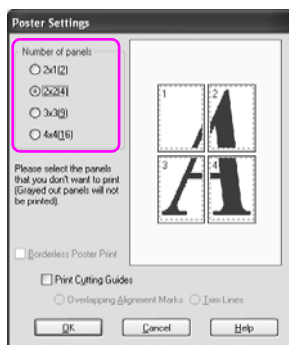 Poster Settings
Number of panels
2x1(2)
2x2(4)
3x3(9)
4x4(16)
1 2
3 4
Please select the panels
that you don't want to print
(Grayed out panels will not
be printed).
Borderless Poster Print
Print Cutting Guides
Overlapping Alignment Marks Trim Lines
OK Cancel Help